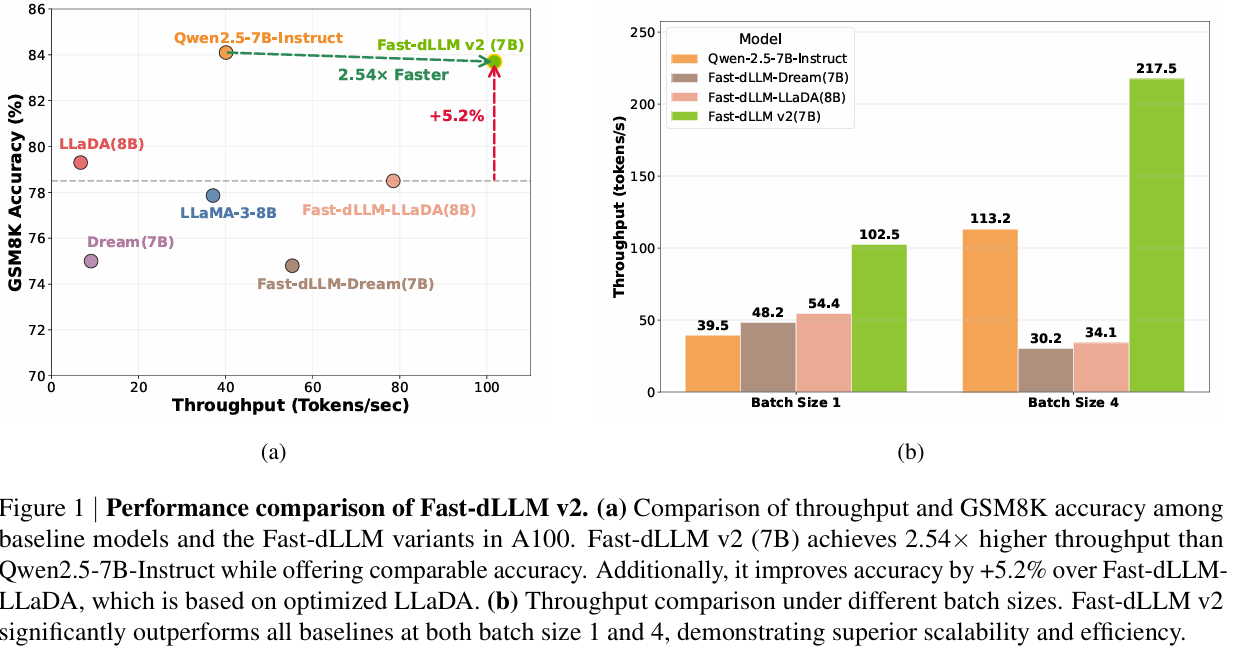 86
84
82
80
78
76
74
72
70
GSM8K Accuracy (%)
Qwen2.5-7B-Instruct
Fast-dLLM v2 (7B)
2.54× Faster
+5.2%
LLaDA(8B)
LLaMA-3-8B
Fast-dLLM-LLaDA(8B)
Dream(7B)
Fast-dLLM-Dream(7B)
0 20 40 60 80 100
Throughput (Tokens/sec)
(a)
250
200
150
100
50
0
Throughput (tokens/s)
Model
Qwen-2.5-7B-Instruct
Fast-dLLM-Dream(7B)
Fast-dLLM-LLaDA(8B)
Fast-dLLM v2(7B)
39.5 48.2 54.4 102.5
113.2 30.2 34.1 217.5
Batch Size 1 Batch Size 4
(b)
Figure 1 | Performance comparison of Fast-dLLM v2. (a) Comparison of throughput and GSM8K accuracy among
baseline models and the Fast-dLLM variants in A100. Fast-dLLM v2 (7B) achieves 2.54× higher throughput than
Qwen2.5-7B-Instruct while offering comparable accuracy. Additionally, it improves accuracy by +5.2% over Fast-dLLM-
LLaDA, which is based on optimized LLaDA. (b) Throughput comparison under different batch sizes. Fast-dLLM v2
significantly outperforms all baselines at both batch size 1 and 4, demonstrating superior scalability and efficiency.